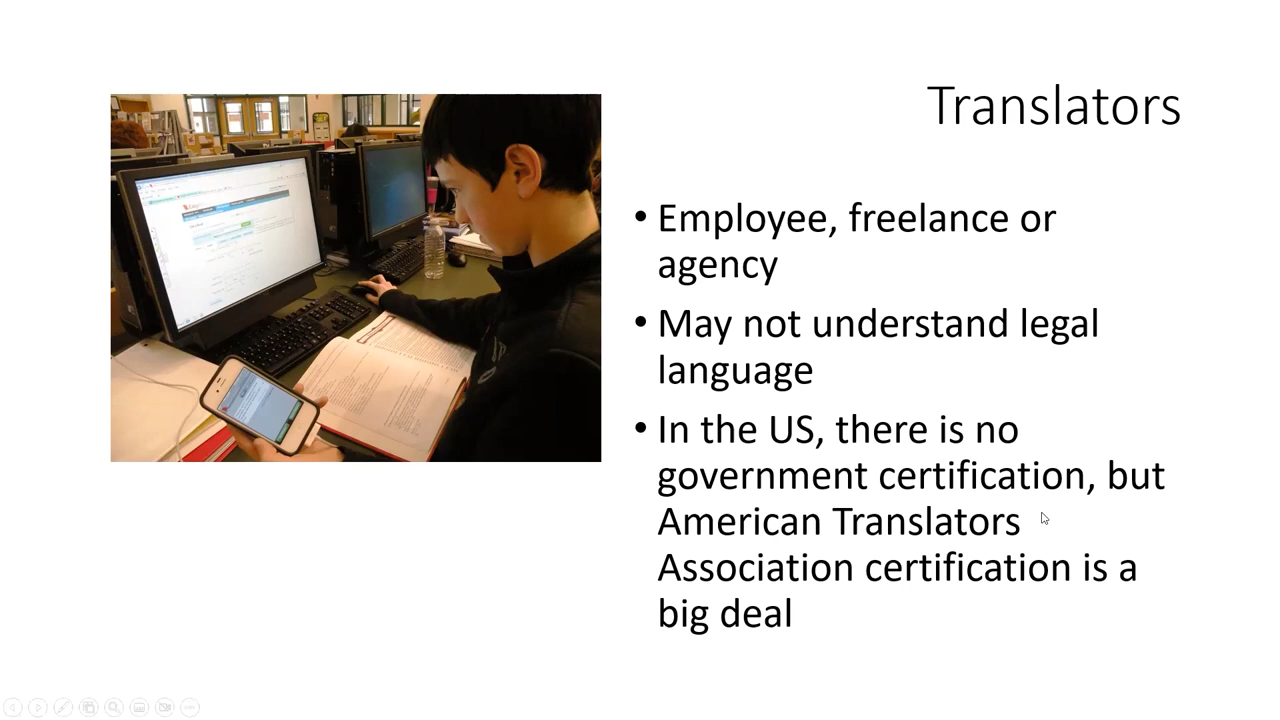 Translators
• Employee, freelance or
agency
• May not understand legal
language
• In the US, there is no
government certification, but
American Translators
Association certification is a
big deal